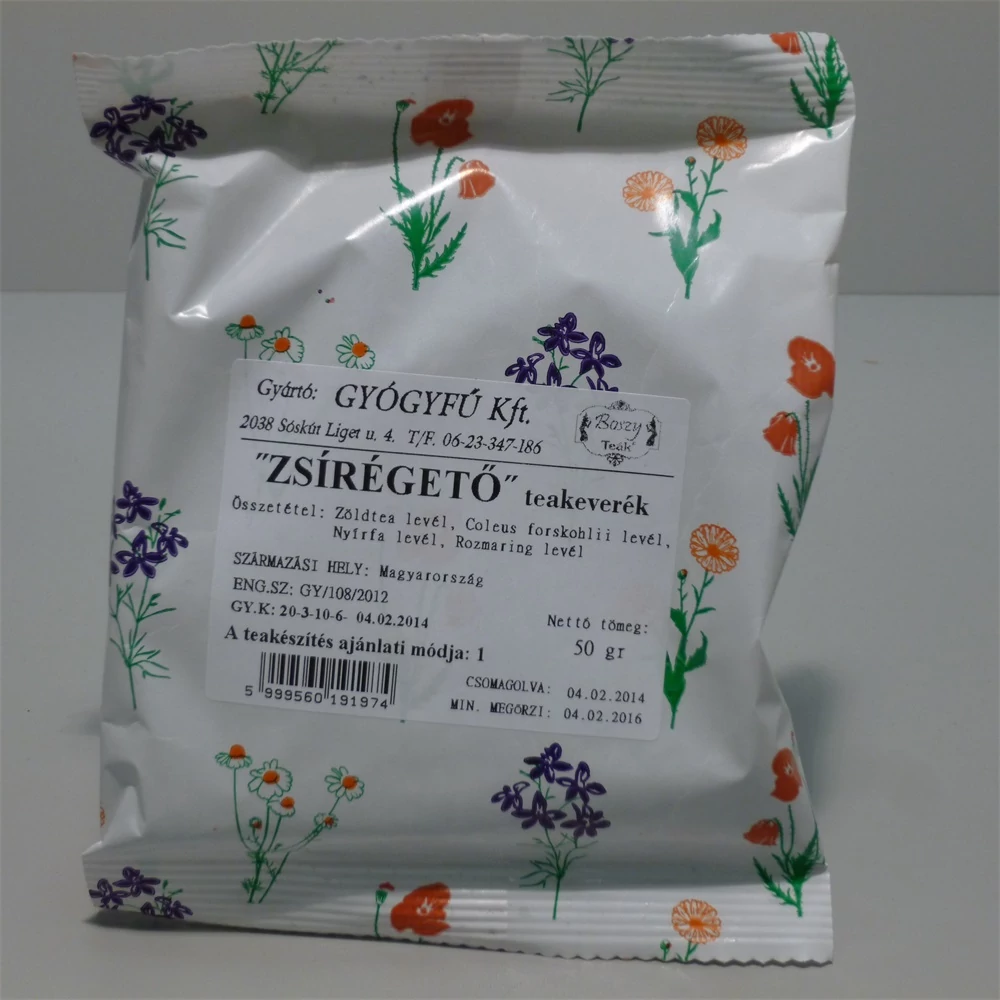 Gyártó: GYÓGYFŰ Kft.
2038 Sóskút Liget u. 4. T/F. 06-23-347-186
Boszy
Teák
"ZSÍRÉGETŐ" teakeverék
Összetétel: Zöldtea levél, Coleus forskohlii levél,
Nyírfa levél, Rozmaring levél
SZÁRMAZÁSI HELY: Magyarország
ENG.SZ: GY/108/2012
GY.K: 20-3-10-6- 04.02.2014
Nettó tömeg:
50 gr
A teakészítés ajánlati módja: 1
5 999560 191974
CSOMAGOLVA: 04.02.2014
MIN. MEGŐRZI: 04.02.2016